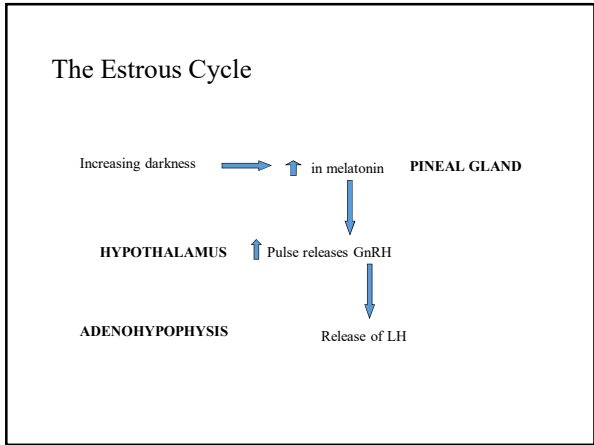 The Estrous Cycle
Increasing darkness in melatonin PINEAL GLAND
HYPOTHALAMUS Pulse releases GnRH
ADENOHYPOPHYSIS Release of LH